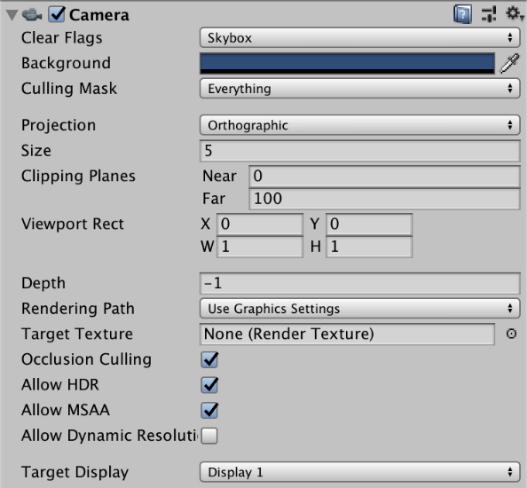 Camera
Clear Flags Skybox
Background
Culling Mask Everything
Projection Orthographic
Size 5
Clipping Planes Near 0
Far 100
Viewport Rect X 0 Y 0
W 1 H 1
Depth -1
Rendering Path Use Graphics Settings
Target Texture None (Render Texture)
Occlusion Culling
Allow HDR
Allow MSAA
Allow Dynamic Resoluti
Target Display Display 1